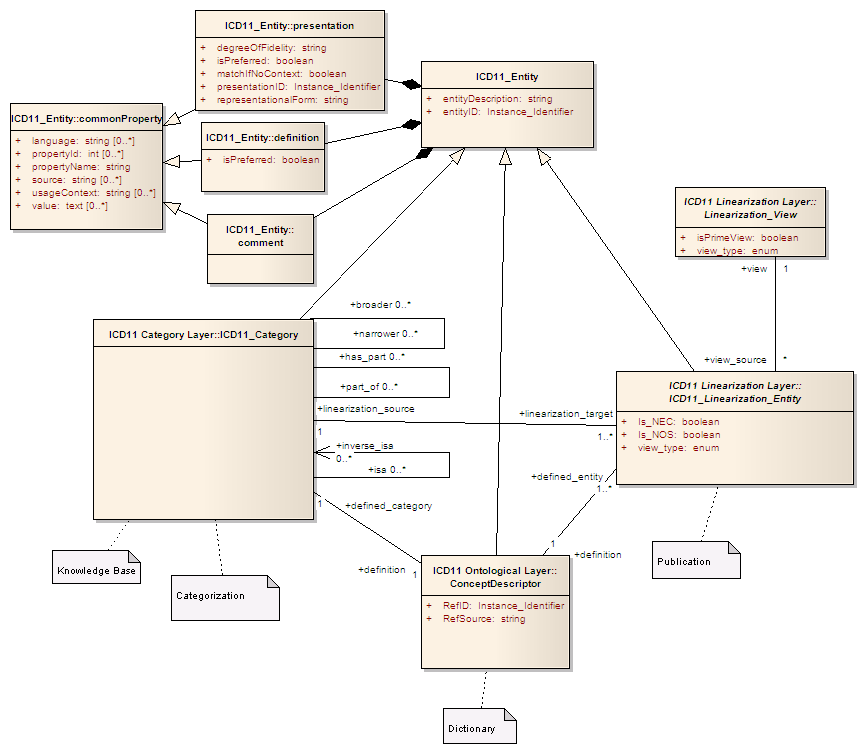 ICD11_Entity::presentation
+ degreeOfFidelity: string
+ isPreferred: boolean
+ matchIfNoContext: boolean
+ presentationID: Instance_Identifier
+ representationalForm: string
ICD11_Entity
+ entityDescription: string
+ entityID: Instance_Identifier
ICD11_Entity::commonProperty
+ language: string [0..*]
+ propertyId: int [0..*]
+ propertyName: string
+ source: string [0..*]
+ usageContext: string [0..*]
+ value: text [0..*]
ICD11_Entity::definition
+ isPreferred: boolean
ICD11_Entity::
comment
ICD11 Linearization Layer::
Linearization_View
+ isPrimeView: boolean
+ view_type: enum
+view 1
+view_source *
ICD11 Category Layer::ICD11_Category
+broader 0..*
+narrower 0..*
+has_part 0..*
+part_of 0..*
+linearization_source
1
+linearization_target
1..*
+inverse_isa
0..*
+isa 0..*
ICD11 Linearization Layer::
ICD11_Linearization_Entity
+ Is_NEC: boolean
+ Is_NOS: boolean
+ view_type: enum
+defined_entity
1..*
1
+defined_category
1
+definition
+definition
1
ICD11 Ontological Layer::
ConceptDescriptor
+ RefID: Instance_Identifier
+ RefSource: string
Knowledge Base
Categorization
Publication
Dictionary